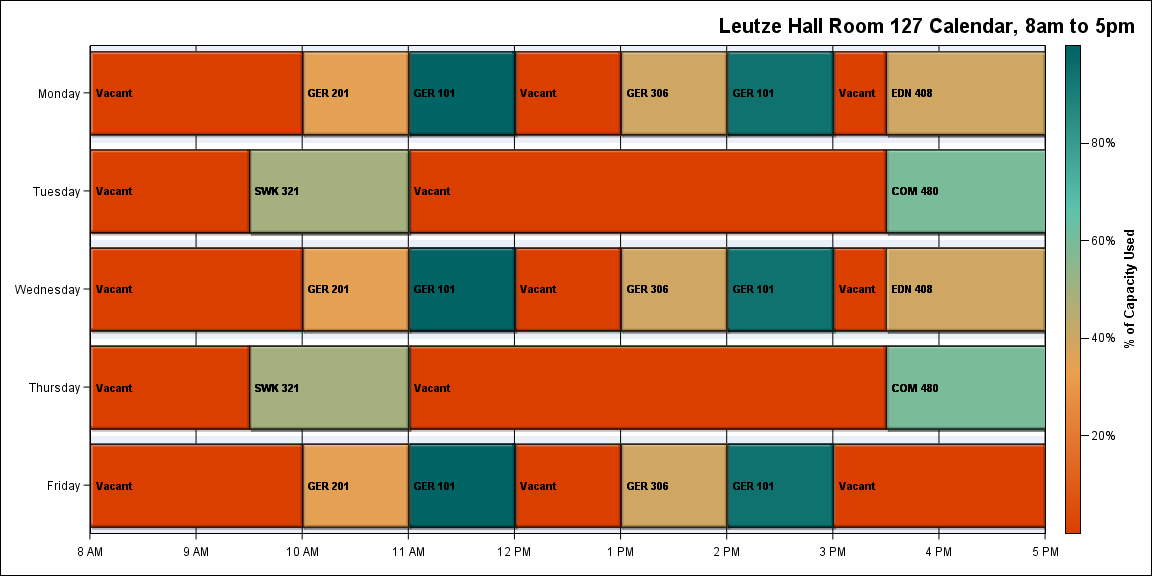 Leutze Hall Room 127 Calendar, 8am to 5pm
Monday
Vacant
GER 201
GER 101
Vacant
GER 306
GER 101
Vacant
EDN 408
Tuesday
Vacant
SWK 321
Vacant
COM 480
Wednesday
Vacant
GER 201
GER 101
Vacant
GER 306
GER 101
Vacant
EDN 408
Thursday
Vacant
SWK 321
Vacant
COM 480
Friday
Vacant
GER 201
GER 101
Vacant
GER 306
GER 101
Vacant
8 AM
9 AM
10 AM
11 AM
12 PM
1 PM
2 PM
3 PM
4 PM
5 PM
80%
60%
40%
20%
% of Capacity Used